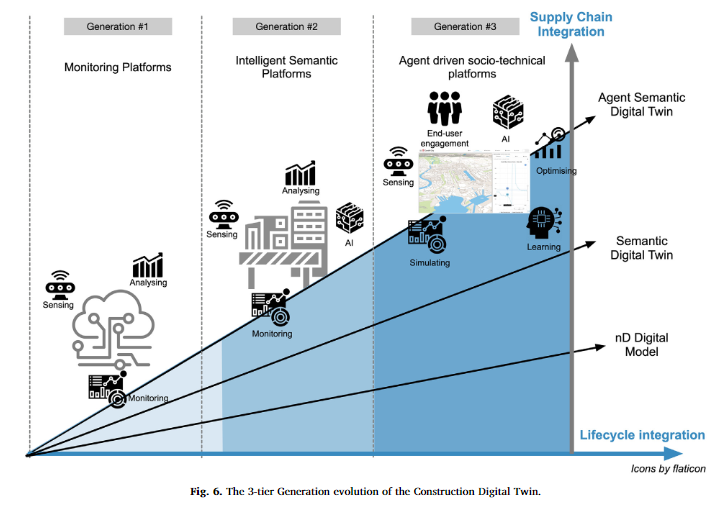 Generation #1
Generation #2
Generation #3
Supply Chain
Integration
Monitoring Platforms
Intelligent Semantic
Platforms
Agent driven socio-technical
platforms
Agent Semantic
Digital Twin
End-user
engagement
AI
Sensing
Optimising
Analysing
Sensing
AI
Learning
Simulating
Semantic
Digital Twin
Sensing
Analysing
Monitoring
nD Digital
Model
Monitoring
Lifecycle integration
Icons by flaticon
Fig. 6. The 3-tier Generation evolution of the Construction Digital Twin.